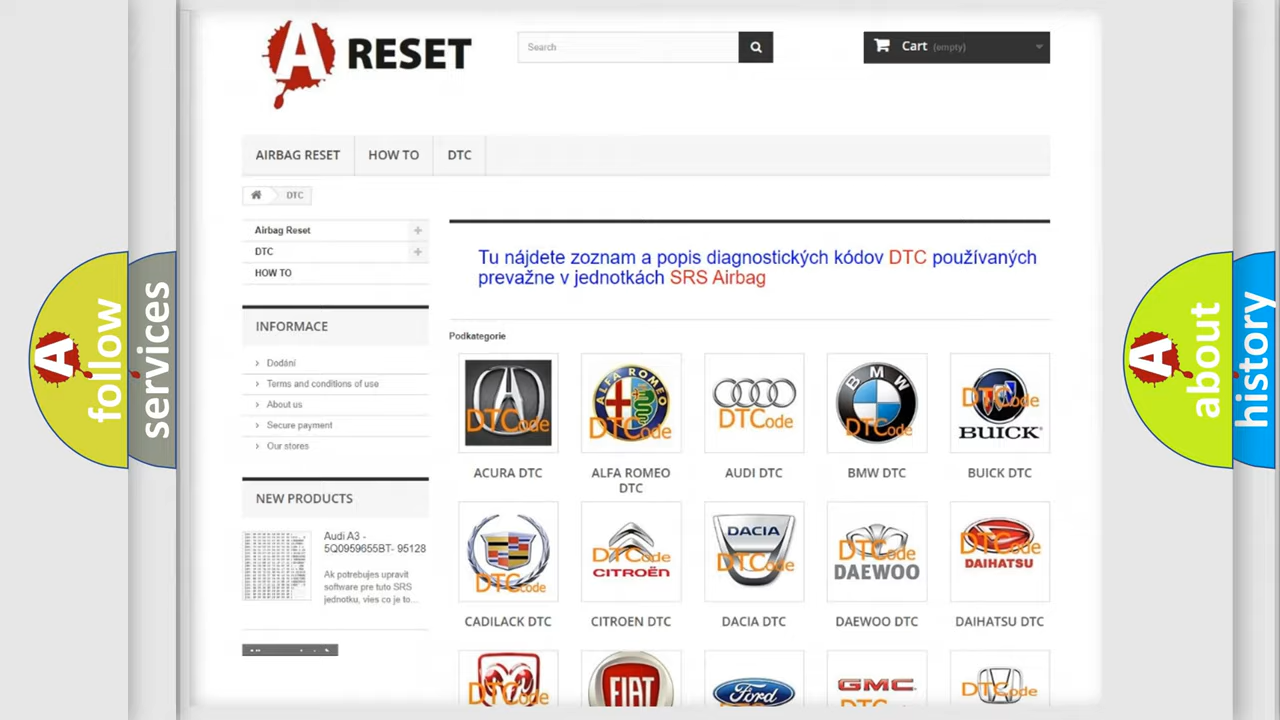 A RESET
Search
Cart (empty)
AIRBAG RESET
HOW TO
DTC
DTC
Airbag Reset
DTC
HOW TO
INFORMACE
Dodání
Terms and conditions of use
About us
Secure payment
Our stores
NEW PRODUCTS
Audi A3 -
5Q0959655BT- 95128
Ak potrebujes upravit
software pre tuto SRS
jednotku, vies co je to...
Tu nájdete zoznam a popis diagnostických kódov DTC používaných
prevažne v jednotkách SRS Airbag
Podkategorie
DTCode
ALFA ROMEO
DTCode
DTCode
BMW
DTCode
DTCode
BUICK
ACURA DTC
ALFA ROMEO
DTC
AUDI DTC
BMW DTC
BUICK DTC
DTCode
DTCode
CITROËN
DACIA
DTCode
DTCode
DAEWOO
DTCode
DAIHATSU
CADILACK DTC
CITROEN DTC
DACIA DTC
DAEWOO DTC
DAIHATSU DTC
DTCode
FIAT
Ford
GMC
DTCode
A follow
services
A about
history